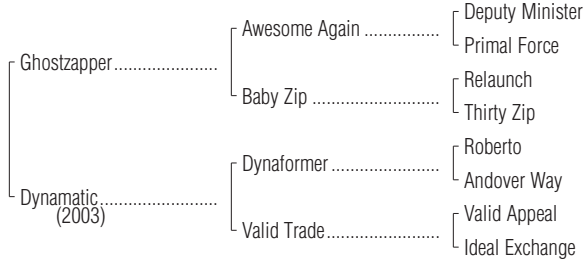 Deputy Minister
Awesome Again ................
Primal Force
Ghostzapper......................
Relaunch
Baby Zip ...........................
Thirty Zip
Roberto
Dynaformer .......................
Andover Way
Dynamatic.........................
(2003)
Valid Appeal
Valid Trade........................
Ideal Exchange